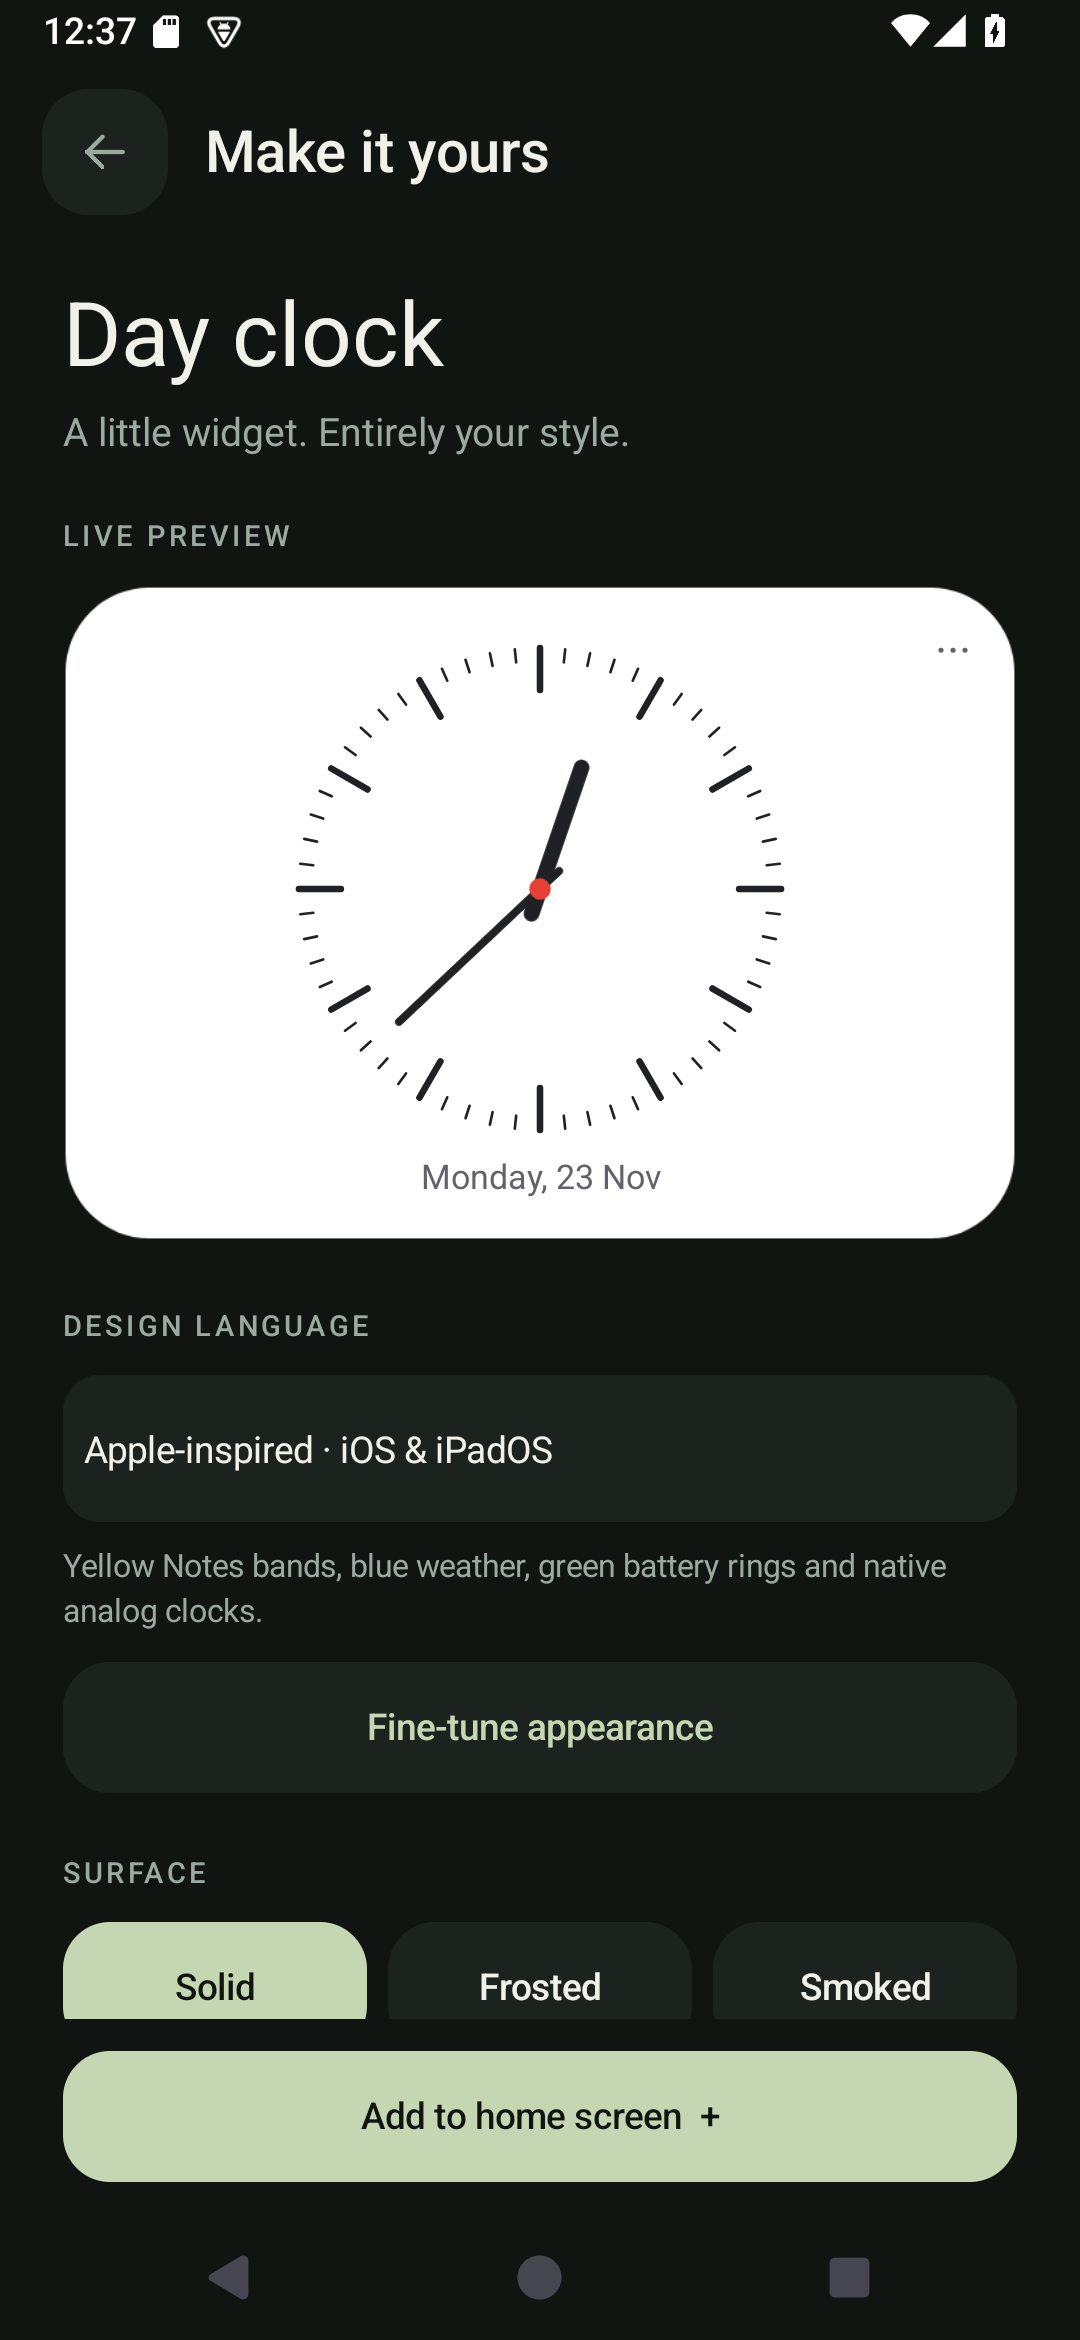 12:37
Make it yours
Day clock
A little widget. Entirely your style.
LIVE PREVIEW
Monday, 23 Nov
DESIGN LANGUAGE
Apple-inspired · iOS & iPadOS
Yellow Notes bands, blue weather, green battery rings and native
analog clocks.
Fine-tune appearance
SURFACE
Solid Frosted Smoked
Add to home screen +